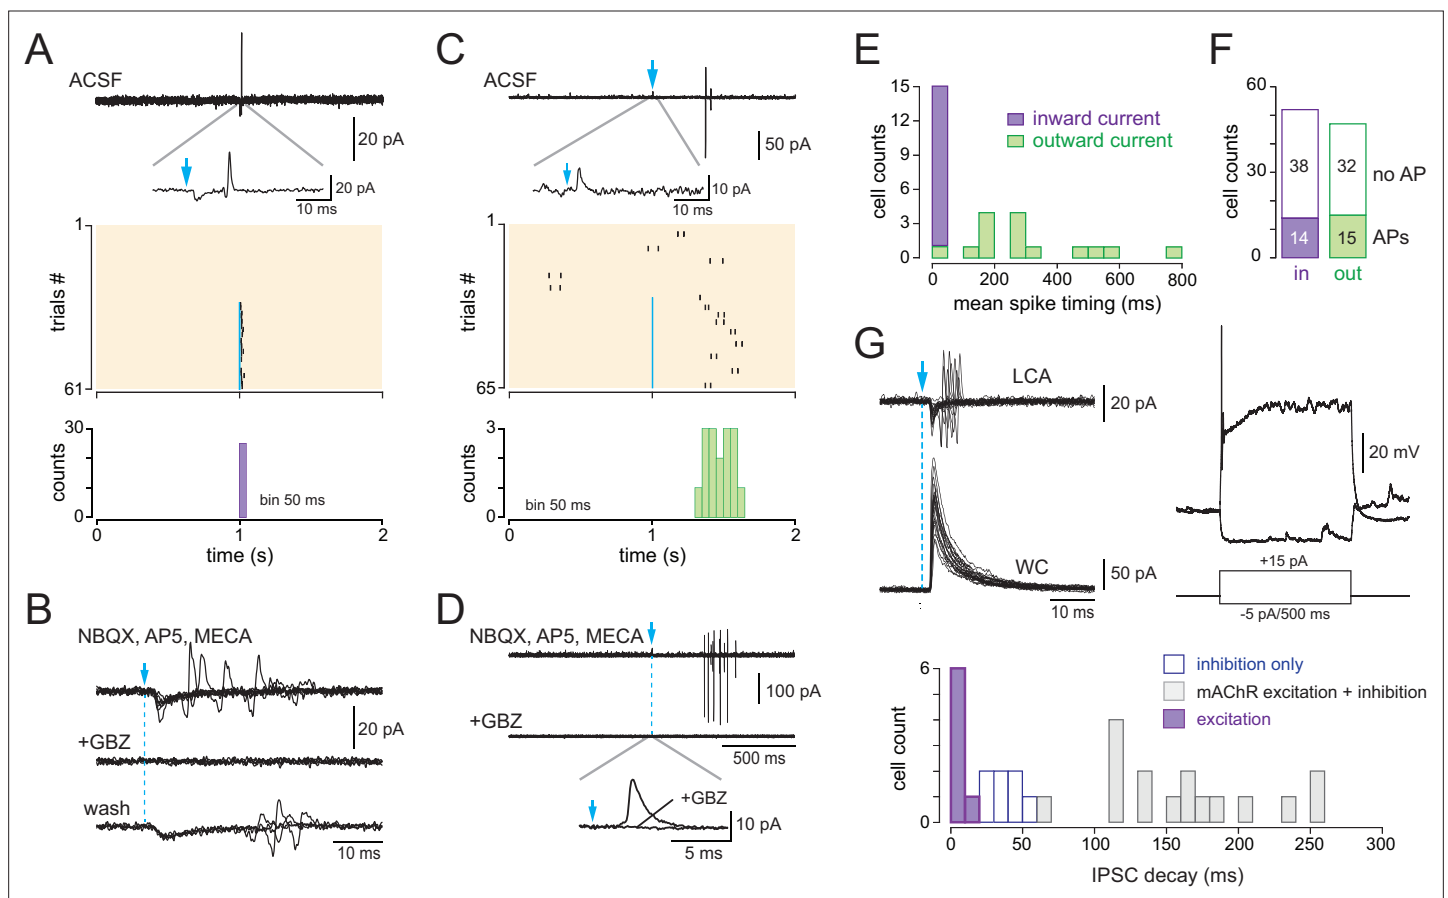 A
ACSF
20 pA
20 pA
10 ms
1
trials #
61
30
counts
0
bin 50 ms
0
1
2
time (s)
B
NBQX, AP5, MECA
20 pA
+GBZ
wash
10 ms
C
ACSF
50 pA
10 pA
10 ms
1
trials #
65
3
counts
0
bin 50 ms
0
1
2
time (s)
D
NBQX, AP5, MECA
100 pA
+GBZ
500 ms
+GBZ
10 pA
5 ms
E
15
12
9
6
3
0
cell counts
inward current
outward current
0
200
400
600
800
mean spike timing (ms)
F
60
30
0
cell counts
38
32
no AP
14
15
APs
in
out
G
LCA
20 pA
WC
50 pA
10 ms
20 mV
+15 pA
-5 pA/500 ms
6
cell count
0
inhibition only
mAChR excitation + inhibition
excitation
0
50
100
150
200
250
300
IPSC decay (ms)